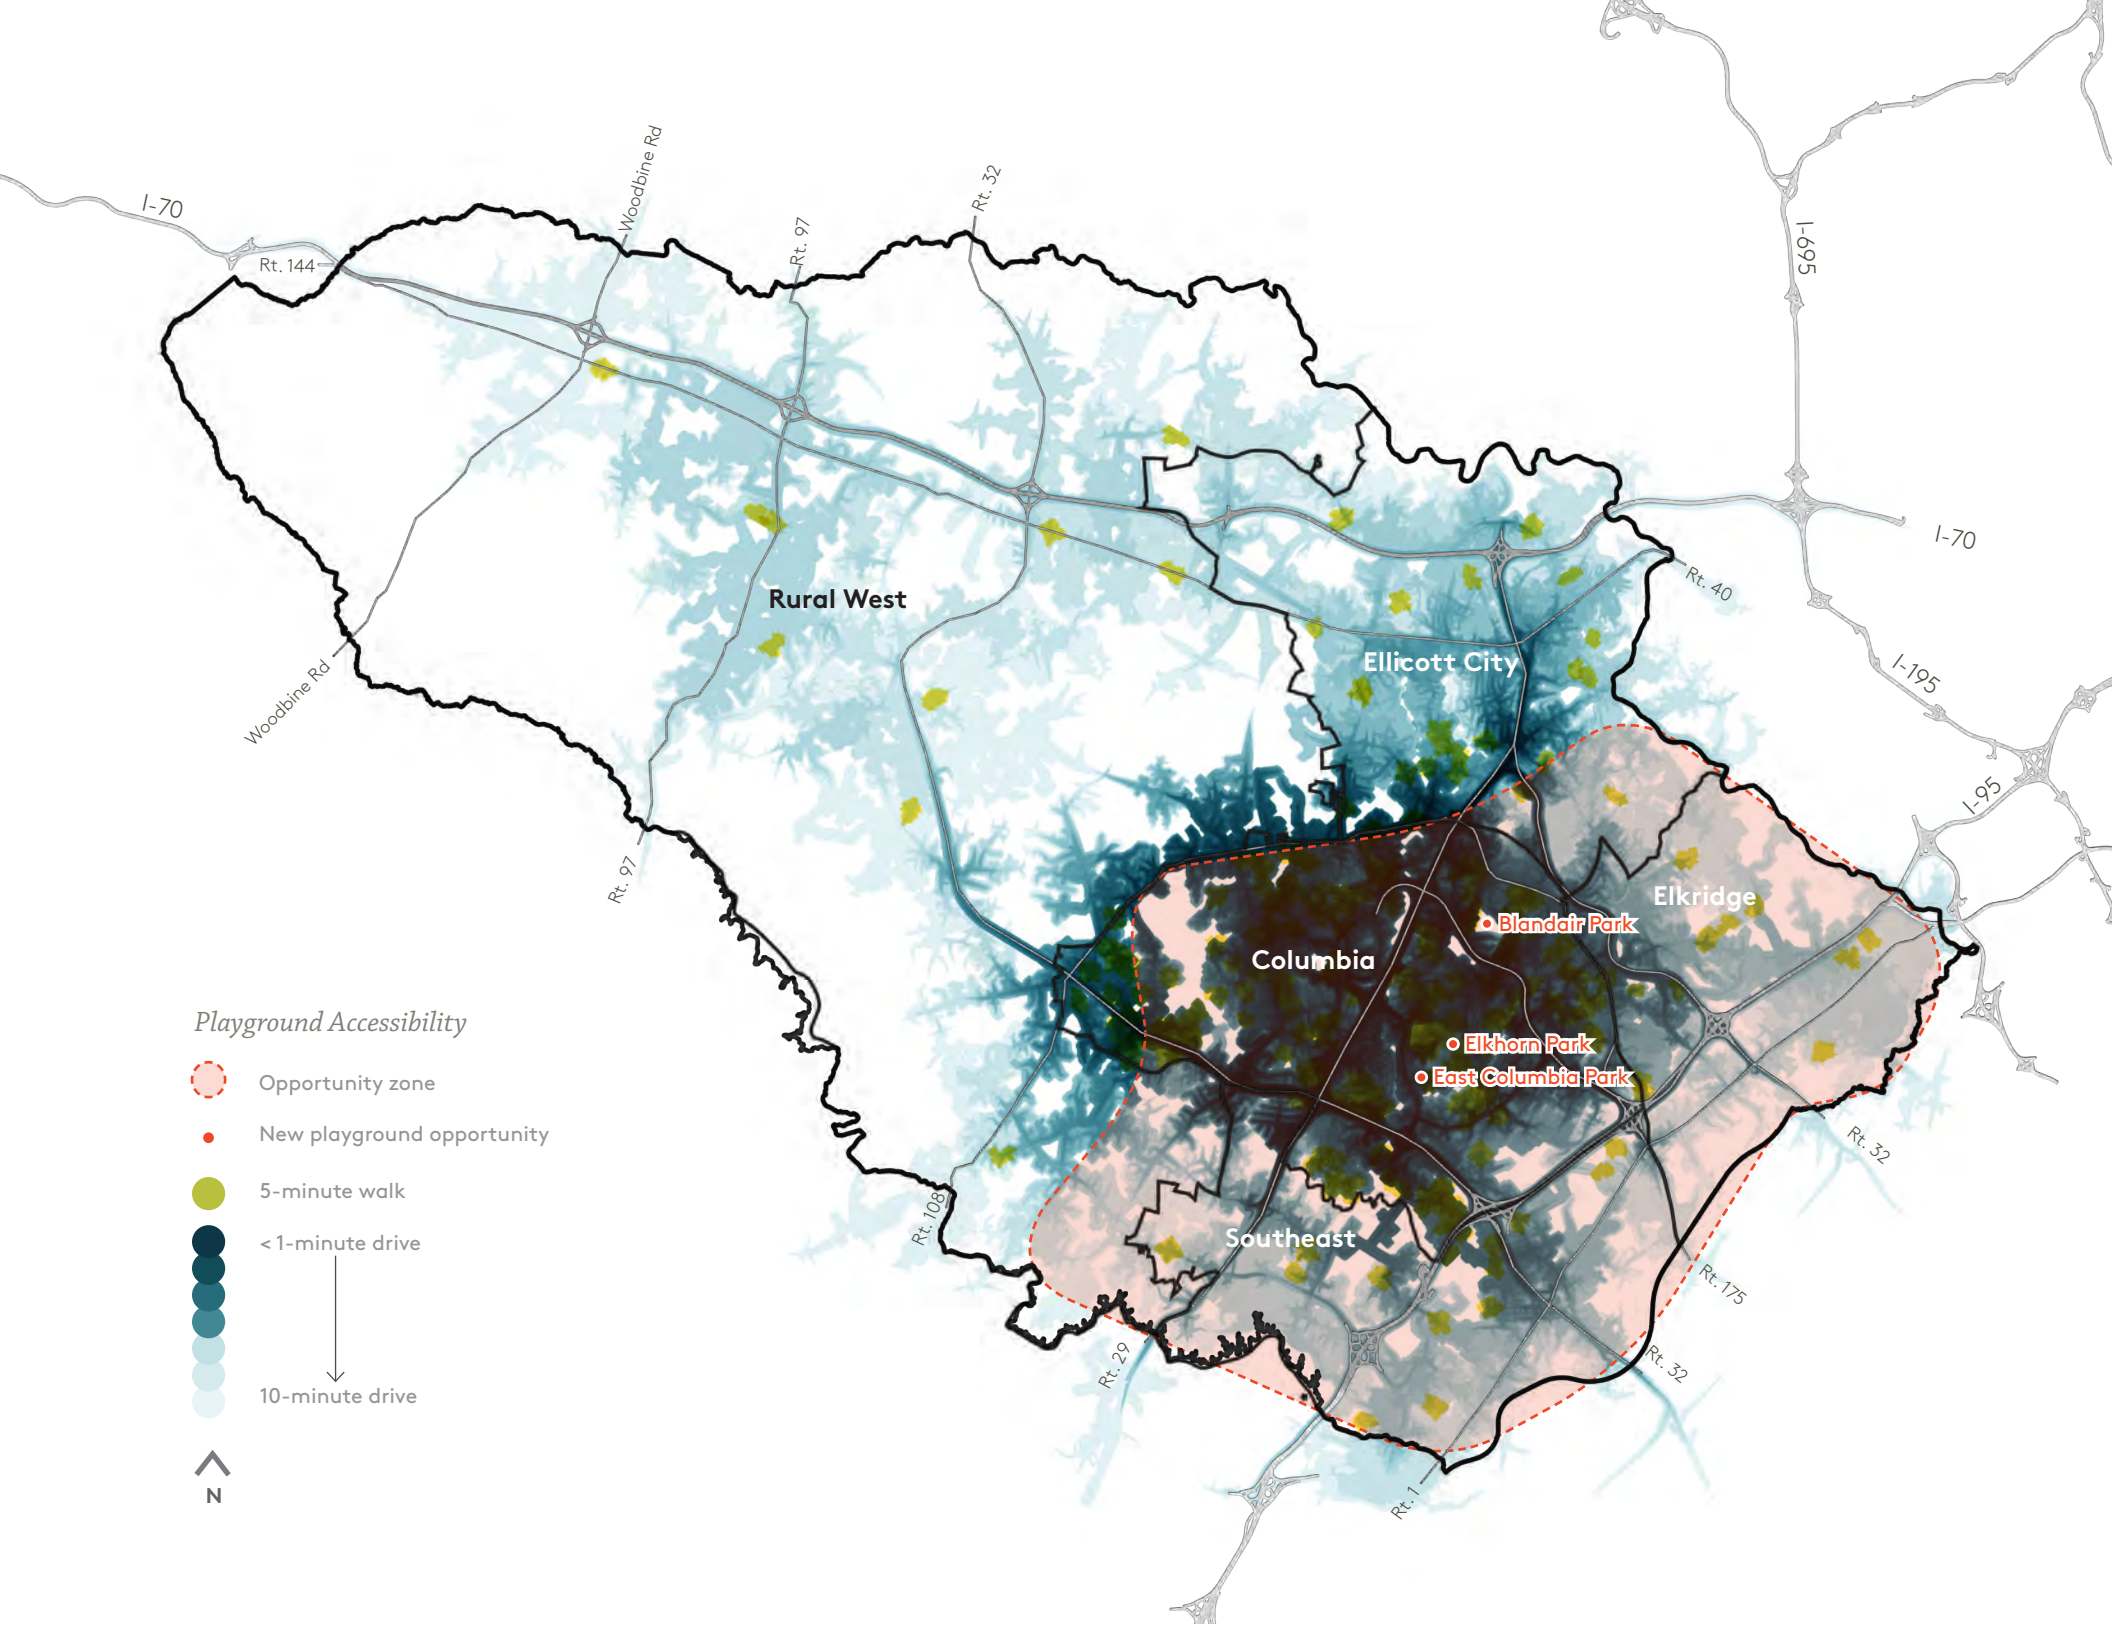 Woodbine Rd
Rt. 32
I-70
Rt. 97
Rt. 144
I-695
I-70
Rt. 40
Rural West
Ellicott City
Woodbine Rd
I-195
I-95
Rt. 97
Elkridge
Blandair Park
Columbia
Elkhorn Park
East Columbia Park
Playground Accessibility
Opportunity zone
New playground opportunity
5-minute walk
< 1-minute drive
10-minute drive
N
Rt. 32
Rt. 108
Southeast
Rt. 175
Rt. 29
Rt. 32
Rt. 1